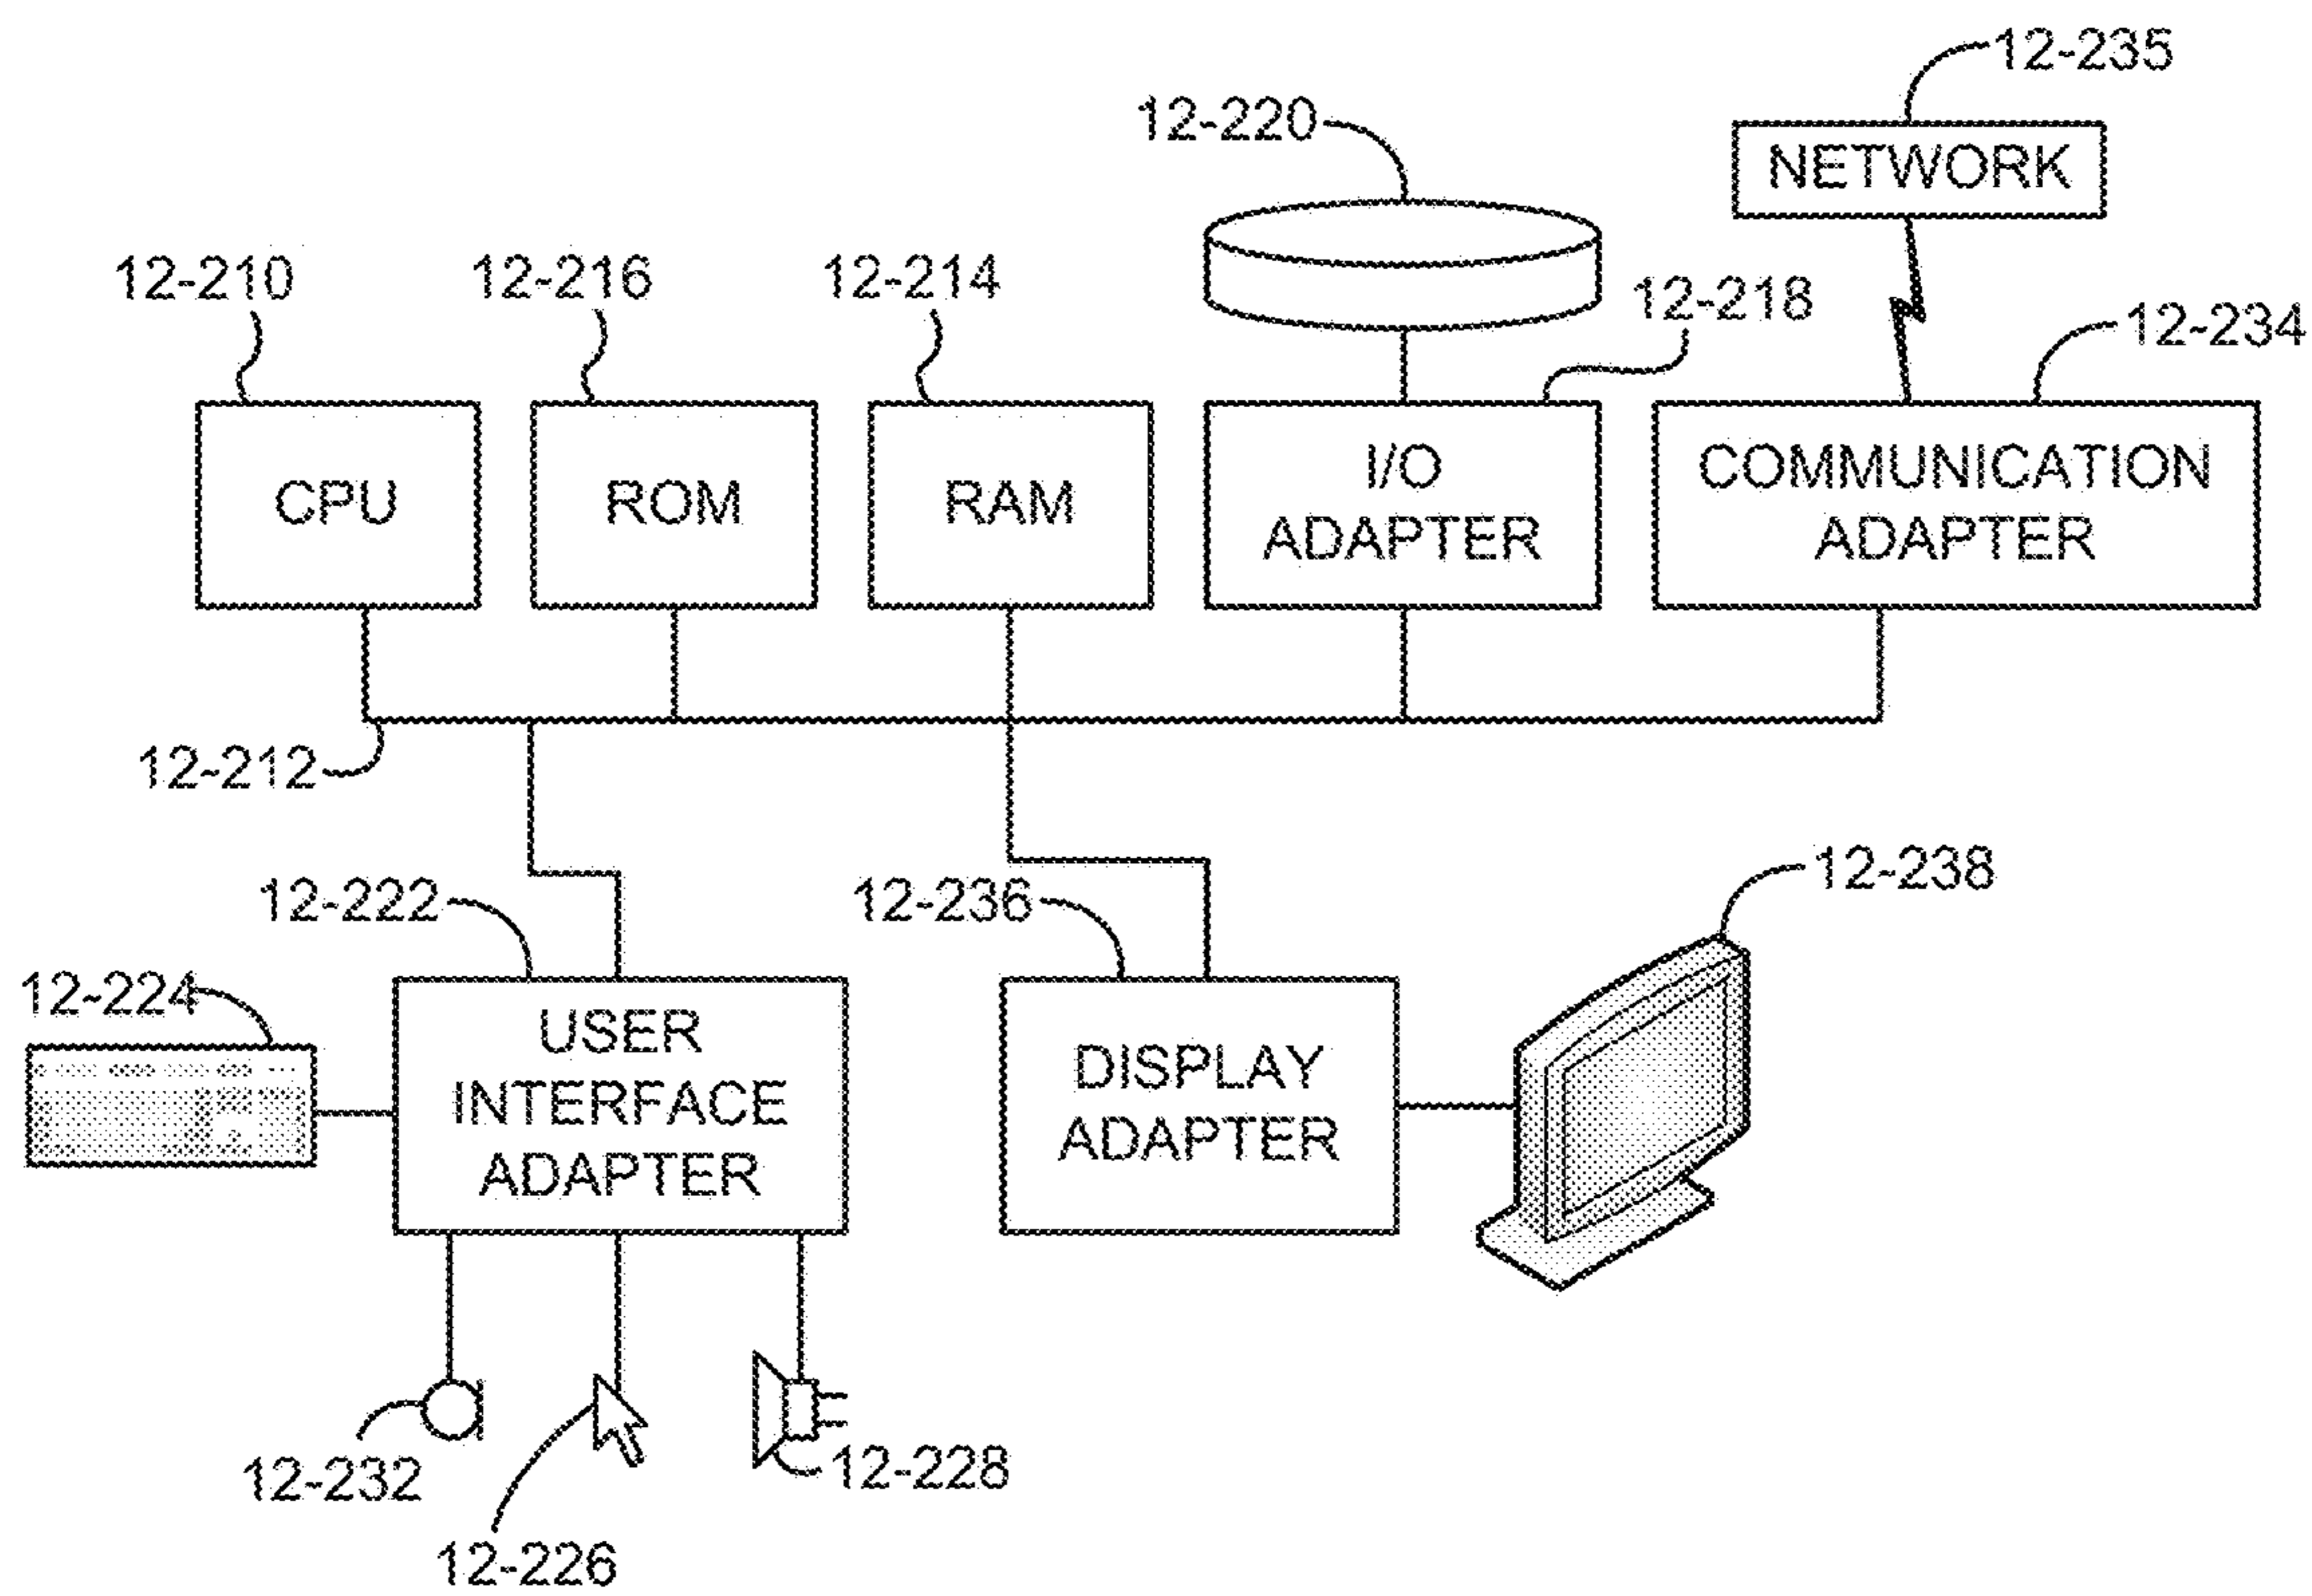 12-235
12-220
NETWORK
12-210
12-216
12-214
12-218
12-234
CPU
ROM
RAM
I/O
ADAPTER
COMMUNICATION
ADAPTER
12-212
12-222
12-236
12-238
12-224
USER
INTERFACE
ADAPTER
DISPLAY
ADAPTER
12-232
12-228
12-226